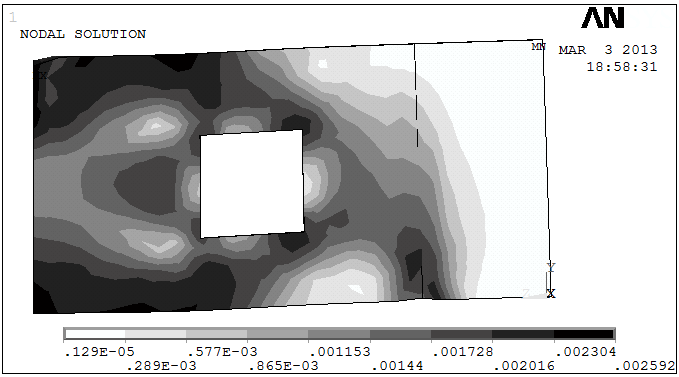 1
NODAL SOLUTION
AN
MAR 3 2013
18:58:31
MN
X
Y
Z X
.129E-05 .577E-03 .001153 .001728 .002304
.289E-03 .865E-03 .00144 .002016 .002592